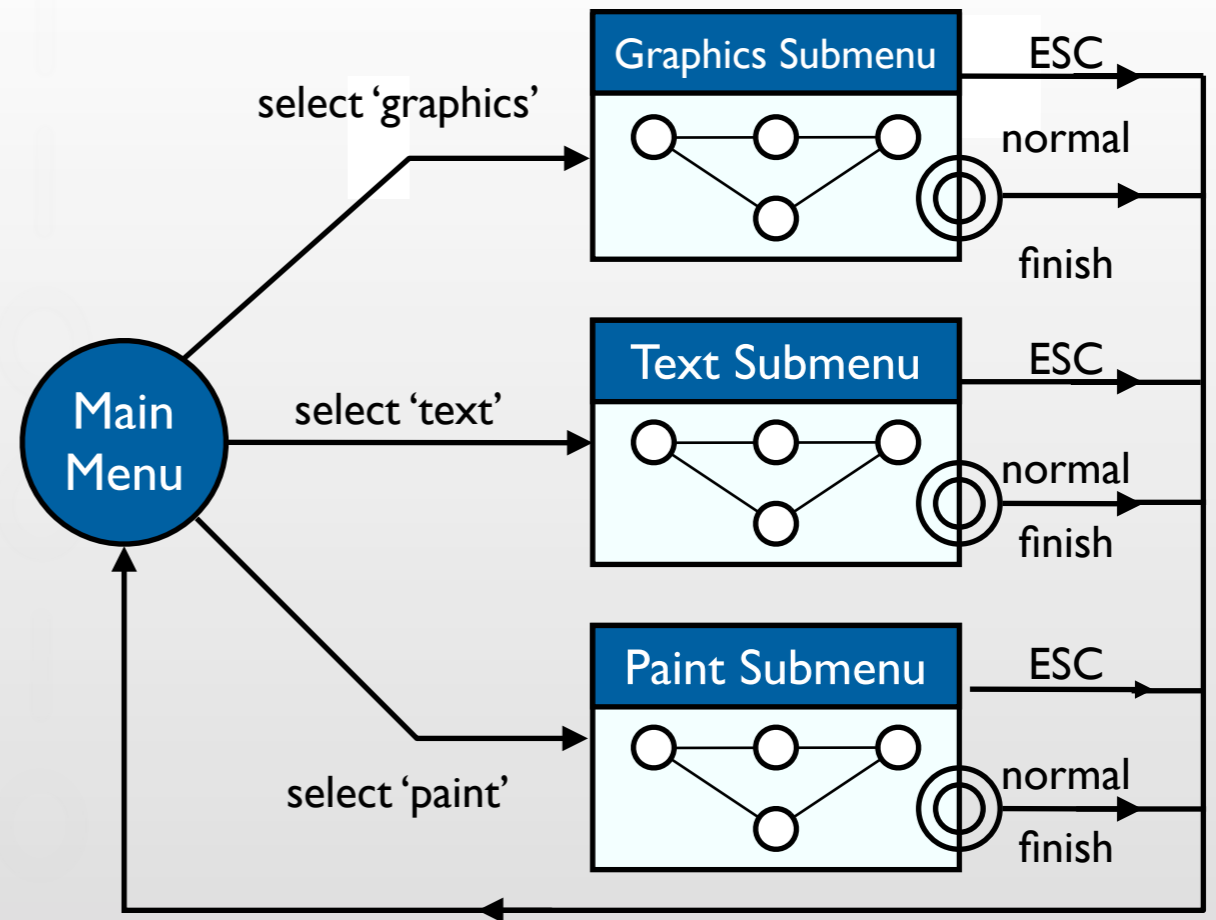 Graphics Submenu
ESC
select ‘graphics’
normal
finish
Text Submenu
ESC
Main
Menu
select ‘text’
normal
finish
Paint Submenu
ESC
select ‘paint’
normal
finish